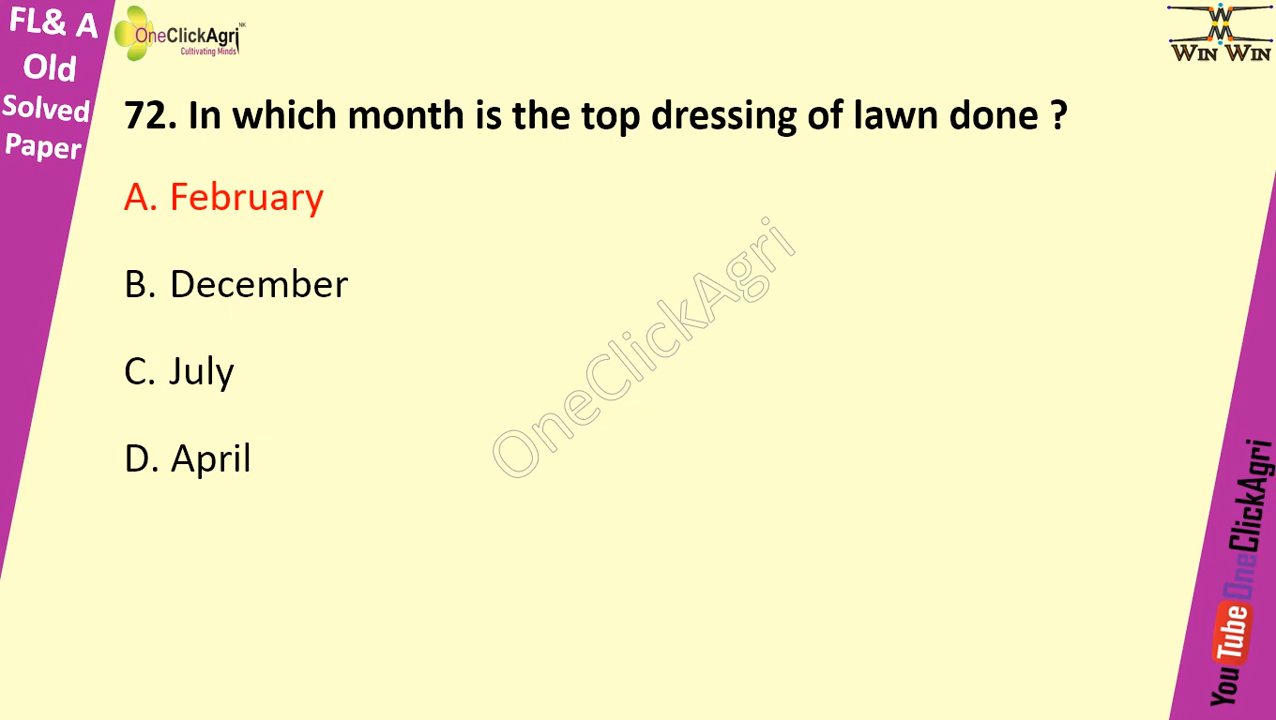 FL& A
Old
Solved
Paper
OneClickAgri NK
Cultivating Minds
WIN WIN
72. In which month is the top dressing of lawn done ?
A. February
B. December
C. July
D. April
OneClickAgri
YouTube OneClickAgri